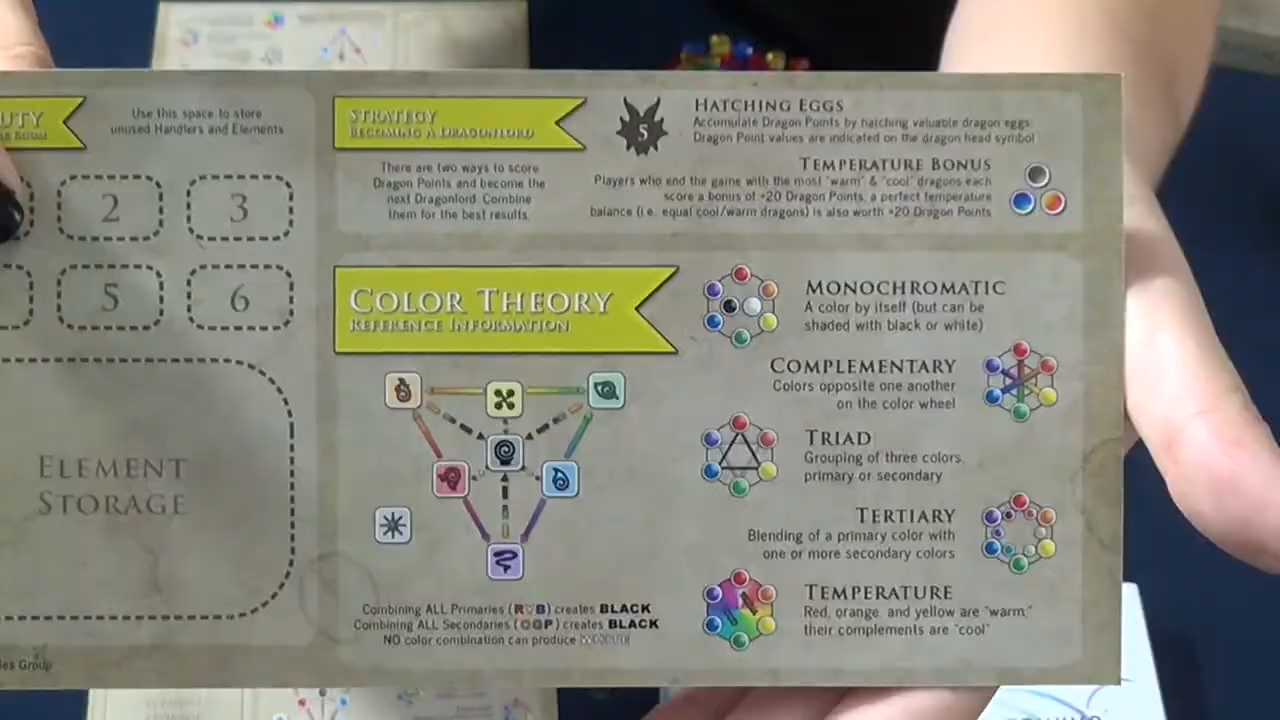 UTY
Use this space to store
unused Handlers and Elements
2
3
5
6
ELEMENT
STORAGE
STRATEGY
BECOMING A DRAGONLORD
There are two ways to score
Dragon Points and become the
next Dragonlord. Combine
them for the best results.
5
HATCHING EGGS
Accumulate Dragon Points by hatching valuable dragon eggs
Dragon Point values are indicated on the dragon head symbol
TEMPERATURE BONUS
Players who end the game with the most "warm" & "cool" dragons each
score a bonus of +20 Dragon Points, a perfect temperature
balance (i.e. equal cool/warm dragons) is also worth +20 Dragon Points
COLOR THEORY
REFERENCE INFORMATION
Combining ALL Primaries (RYB) creates BLACK
Combining ALL Secondaries (OGP) creates BLACK
NO color combination can produce
MONOCHROMATIC
A color by itself (but can be
shaded with black or white)
COMPLEMENTARY
Colors opposite one another
on the color wheel
TRIAD
Grouping of three colors,
primary or secondary
TERTIARY
Blending of a primary color with
one or more secondary colors
TEMPERATURE
Red, orange, and yellow are "warm,"
their complements are "cool"
Group